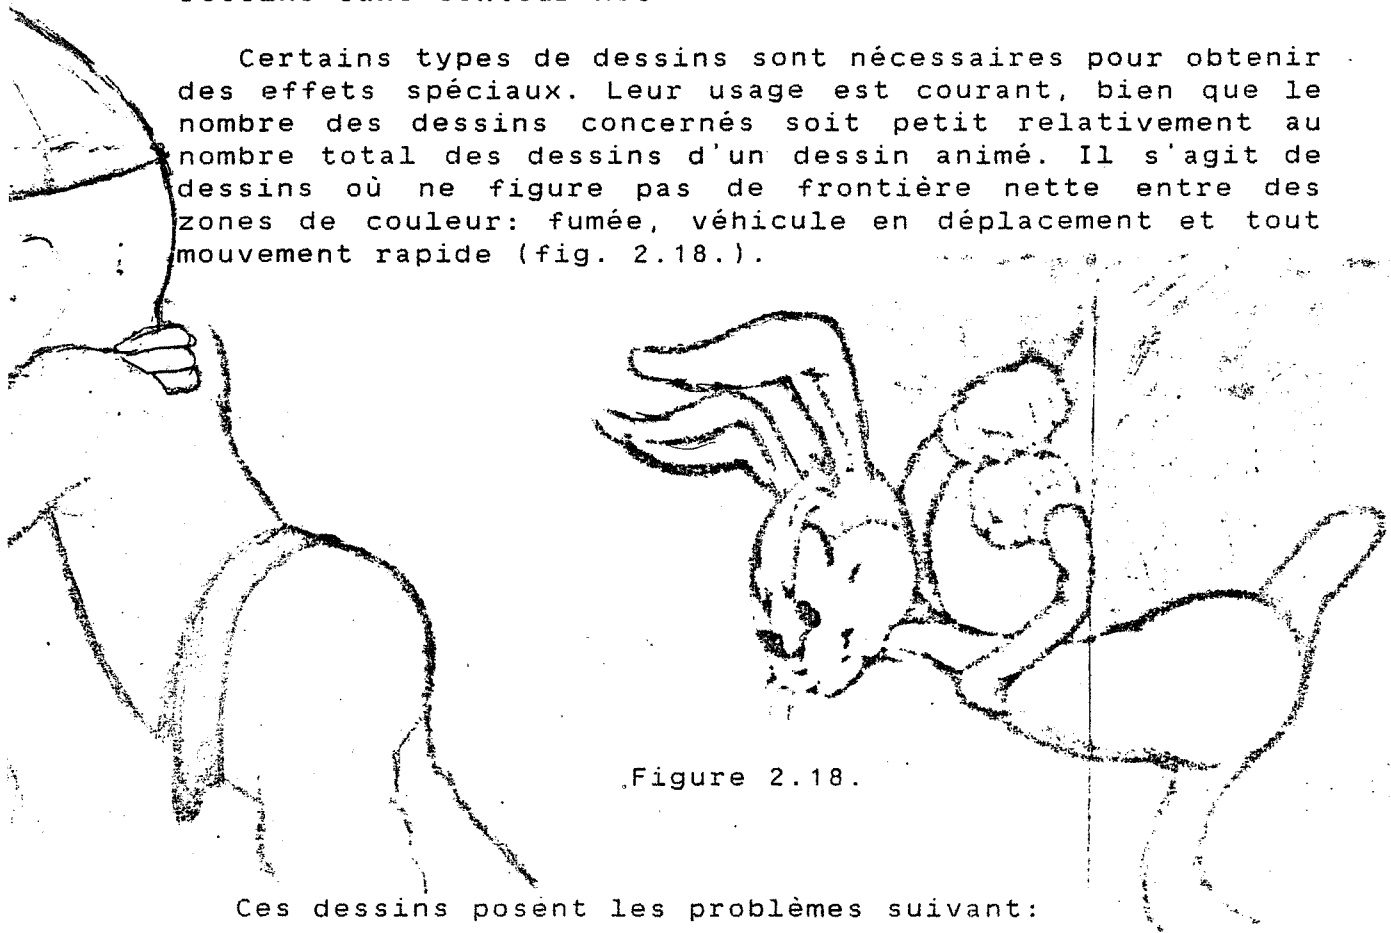 Certains types de dessins sont nécessaires pour obtenir
des effets spéciaux. Leur usage est courant, bien que le
nombre des dessins concernés soit petit relativement au
nombre total des dessins d'un dessin animé. Il s'agit de
dessins où ne figure pas de frontière nette entre des
zones de couleur: fumée, véhicule en déplacement et tout
mouvement rapide (fig. 2.18.).
Figure 2.18.
Ces dessins posent les problèmes suivant: